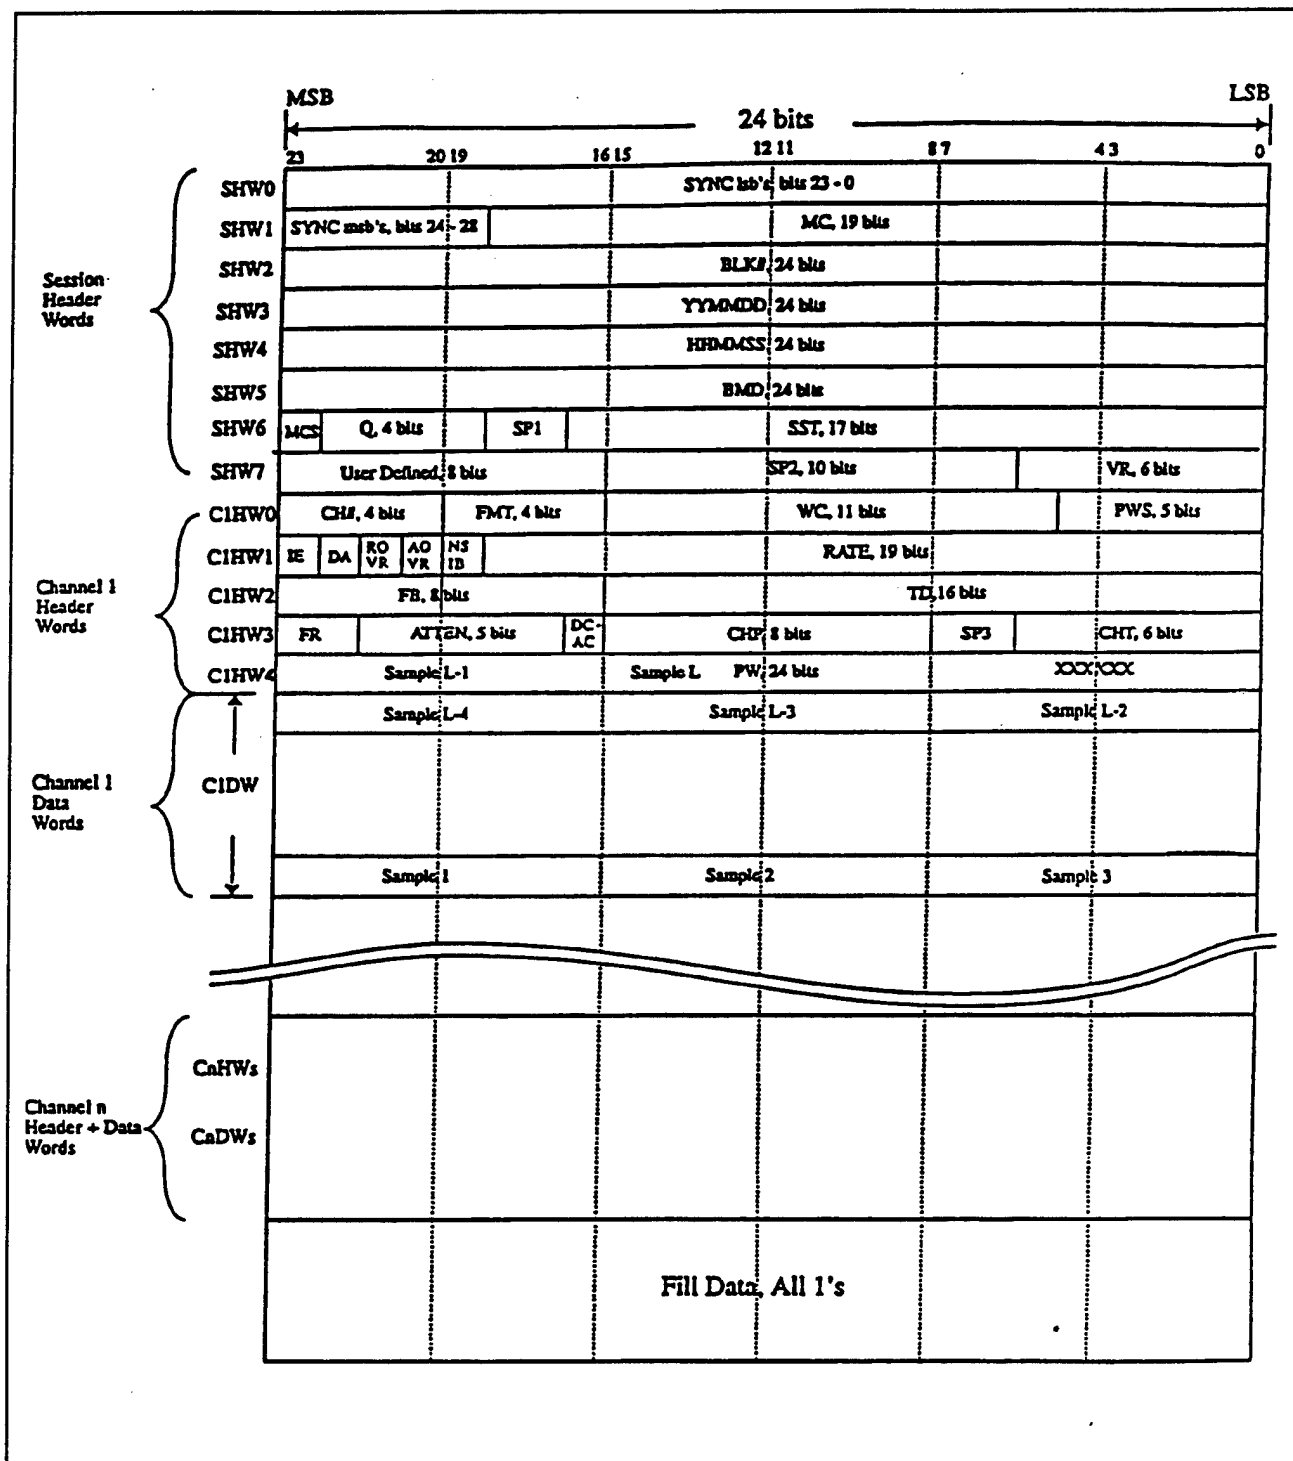 MSB LSB
24 bits
23 20 19 16 15 12 11 8 7 4 3 0
Session
Header
Words
SHW0 SYNC lsb's, bits 23 - 0
SHW1 SYNC msb's, bits 24 - 28 MC, 19 bits
SHW2 BLK#, 24 bits
SHW3 YYMMDD, 24 bits
SHW4 HHMMSS, 24 bits
SHW5 BMD, 24 bits
SHW6 MCS Q, 4 bits SP1 SST, 17 bits
SHW7 User Defined, 8 bits SP2, 10 bits VR, 6 bits
Channel 1
Header
Words
C1HW0 CH#, 4 bits FMT, 4 bits WC, 11 bits PWS, 5 bits
C1HW1 IE DA RO VR AO VR NS IB RATE, 19 bits
C1HW2 FB, 8 bits TD, 16 bits
C1HW3 FR ATTEN, 5 bits DC- AC CHP, 8 bits SP3 CHT, 6 bits
C1HW4 Sample L-1 Sample L PW, 24 bits XXXXXXX
Channel 1
Data
Words
Sample L-4 Sample L-3 Sample L-2
C1DW
Sample 1 Sample 2 Sample 3
Channel n
Header + Data
Words
CnHWs
CnDWs
Fill Data, All 1's